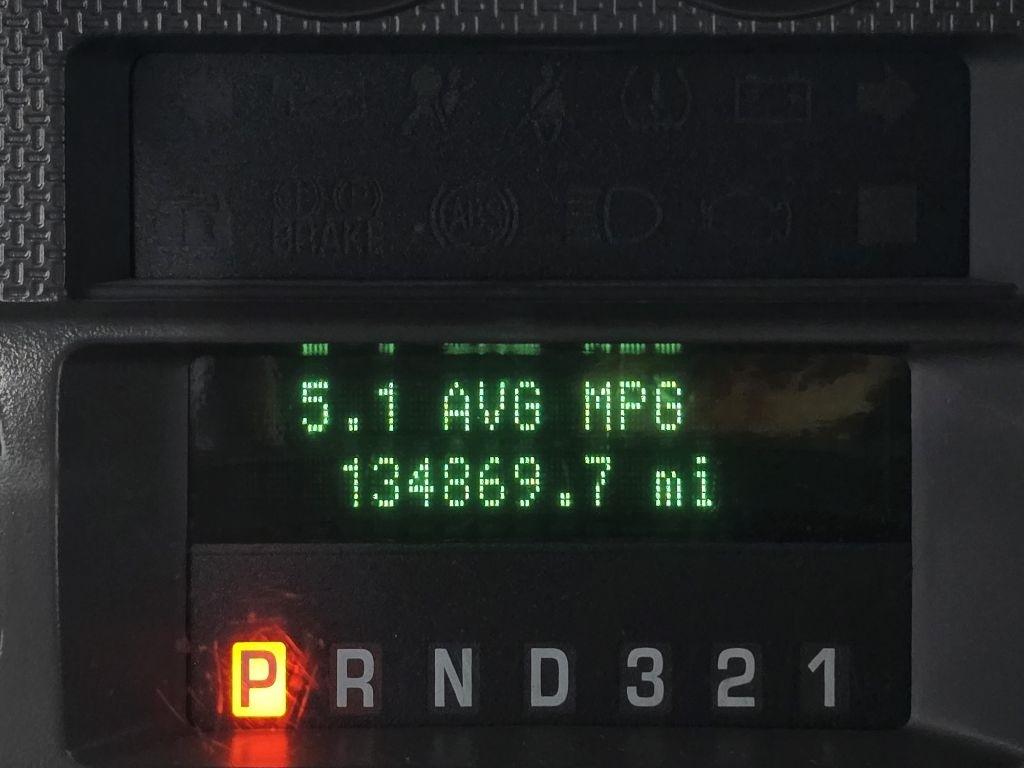 BRAKE
ABS
5.1 AVG MPG
134869.7 mi
P R N D 3 2 1